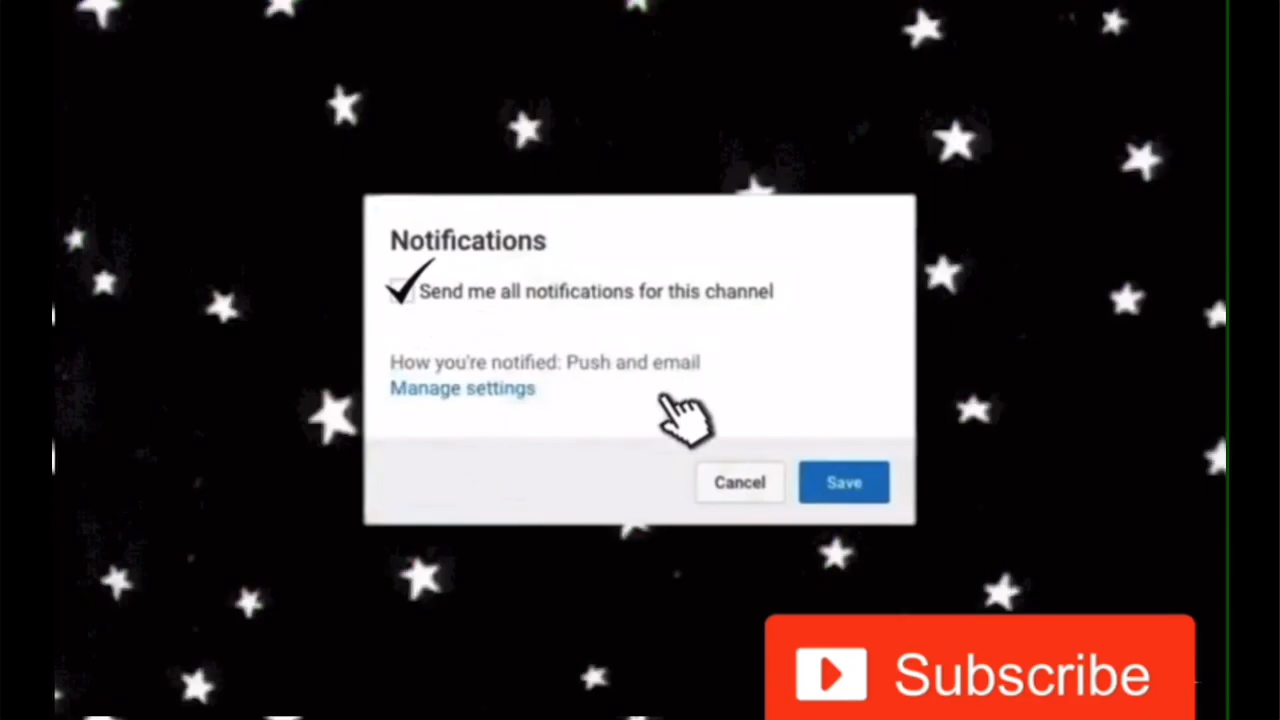 Notifications
Send me all notifications for this channel
How you're notified: Push and email
Manage settings
Cancel
Save
Subscribe